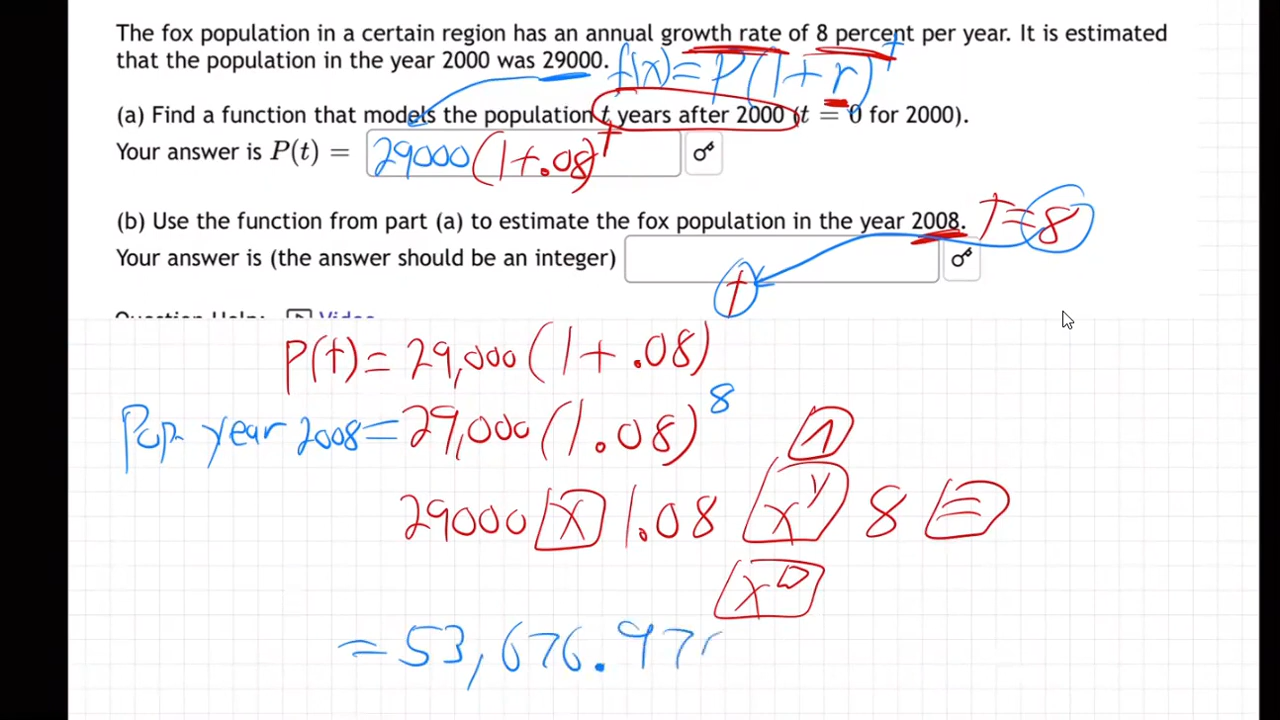 The fox population in a certain region has an annual growth rate of 8 percent per year. It is estimated
that the population in the year 2000 was 29000.
f(x)=P(1+r)^t
(a) Find a function that models the population t years after 2000 (t = 0 for 2000).
Your answer is P(t) = 29000(1+.08)^t
(b) Use the function from part (a) to estimate the fox population in the year 2008. t=8
Your answer is (the answer should be an integer)
t
Question Help: Video
P(t)=29,000(1+.08)
Pop year 2008=29,000(1.08)^8
^
29000 x 1.08 x^y 8 =
x^□
=53,676.97